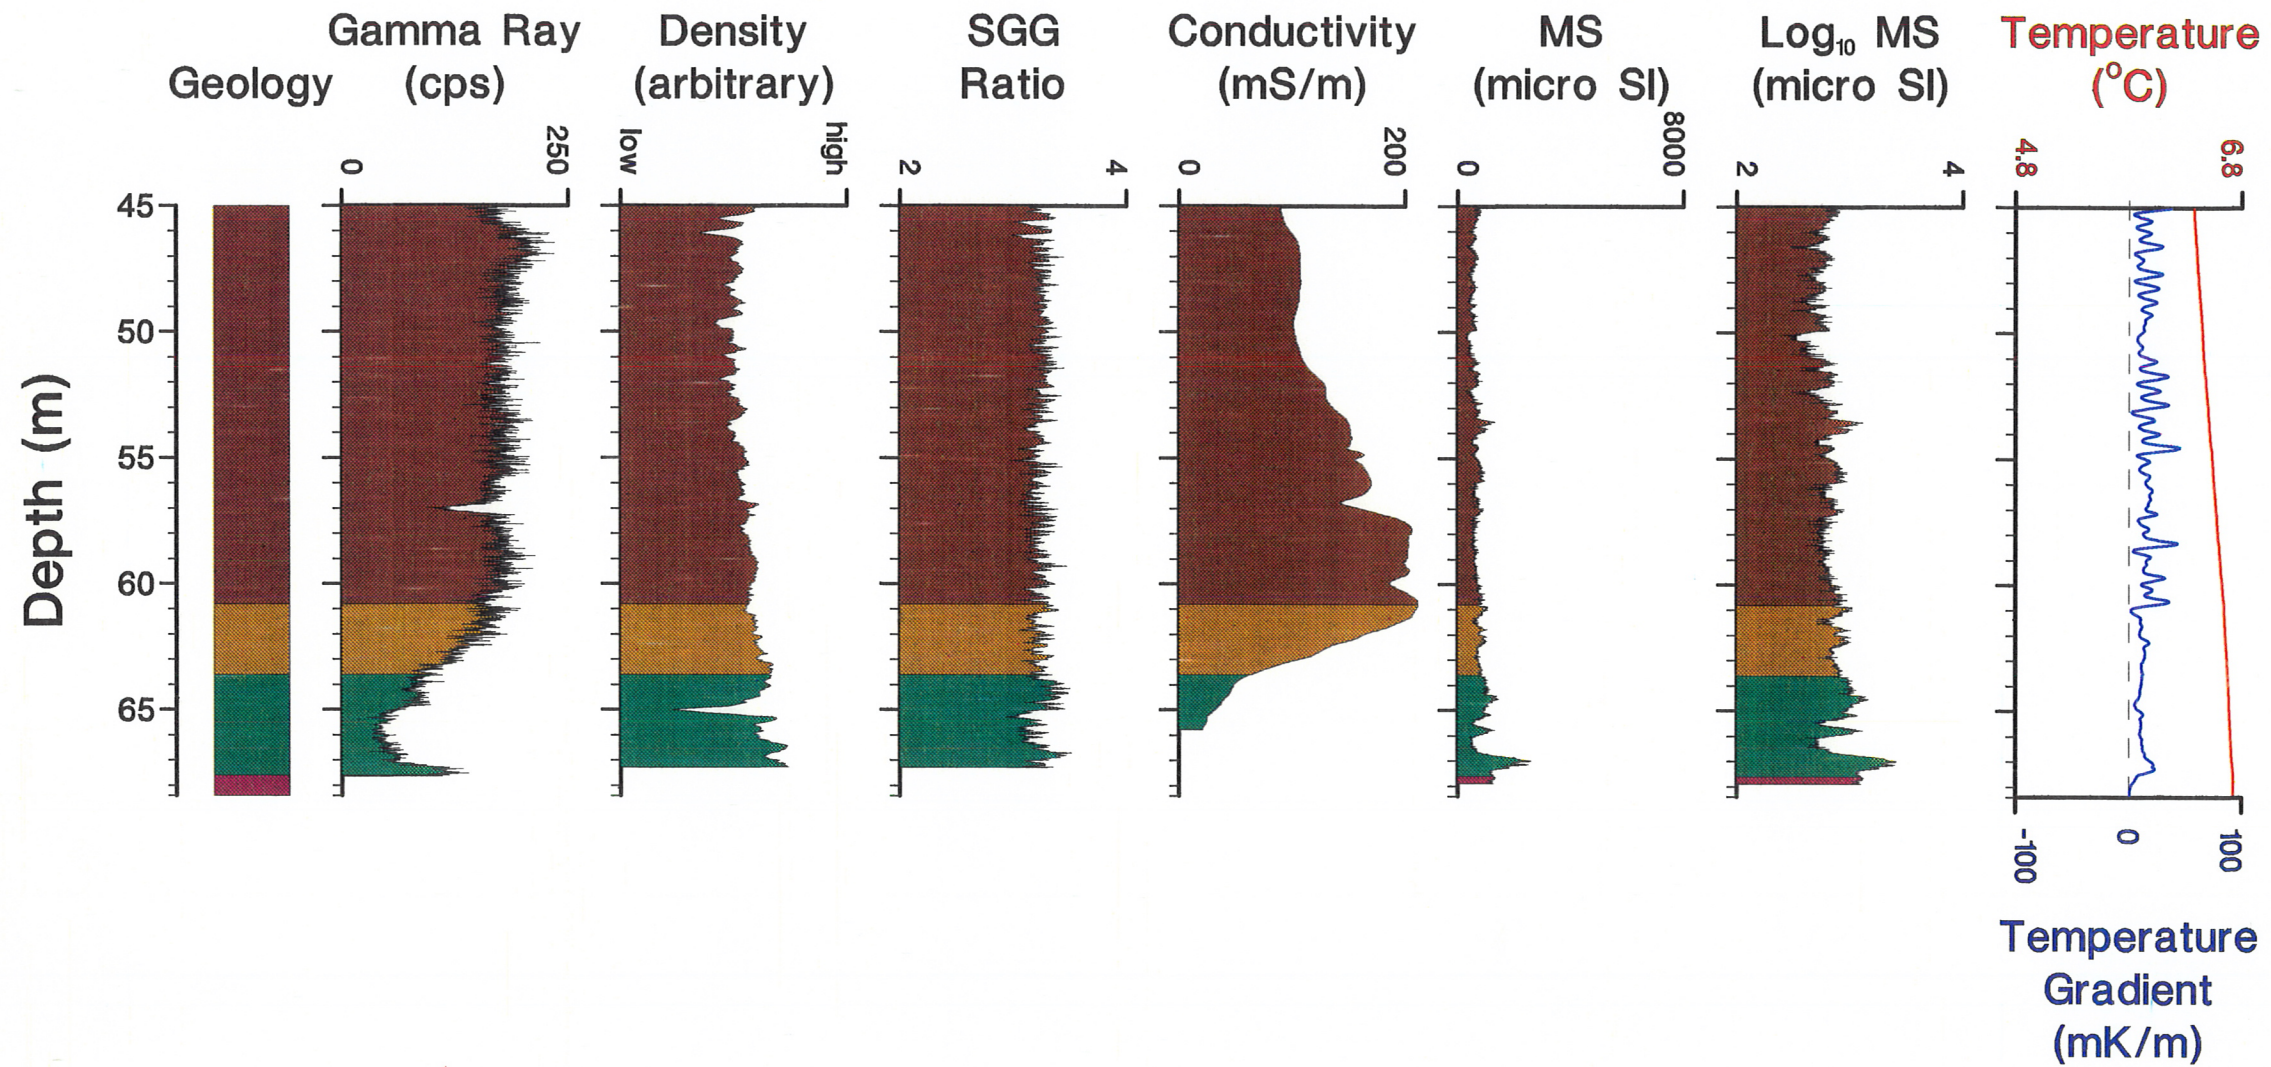 Geology
Gamma Ray
(cps)
Density
(arbitrary)
SGG
Ratio
Conductivity
(mS/m)
MS
(micro SI)
Log₁₀ MS
(micro SI)
Temperature
(°C)
0
250
low
high
2
4
0
200
0
8000
2
4
4.8
6.8
Depth (m)
45
50
55
60
65
-100
0
100
Temperature
Gradient
(mK/m)